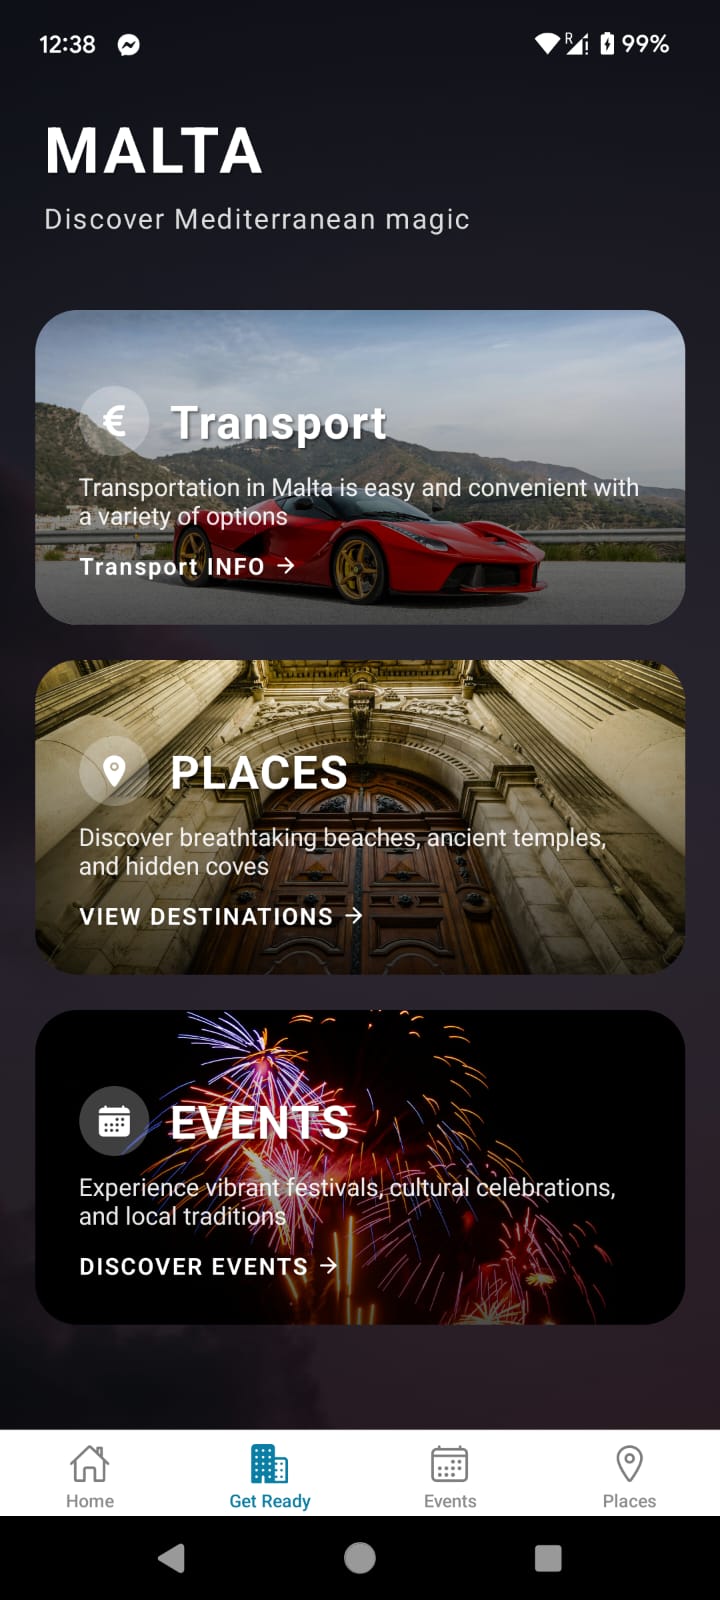 12:38
R
99%
MALTA
Discover Mediterranean magic
€
Transport
Transportation in Malta is easy and convenient with
a variety of options
Transport INFO →
PLACES
Discover breathtaking beaches, ancient temples,
and hidden coves
VIEW DESTINATIONS →
EVENTS
Experience vibrant festivals, cultural celebrations,
and local traditions
DISCOVER EVENTS →
Home
Get Ready
Events
Places